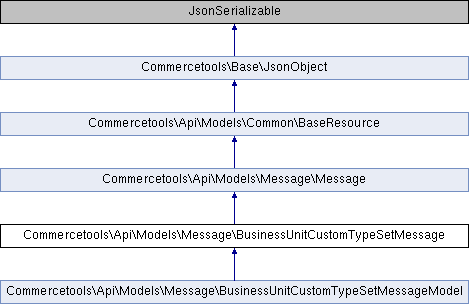 JsonSerializable
Commercetools\Base\JsonObject
Commercetools\Api\Models\Common\BaseResource
Commercetools\Api\Models\Message\Message
Commercetools\Api\Models\Message\BusinessUnitCustomTypeSetMessage
Commercetools\Api\Models\Message\BusinessUnitCustomTypeSetMessageModel